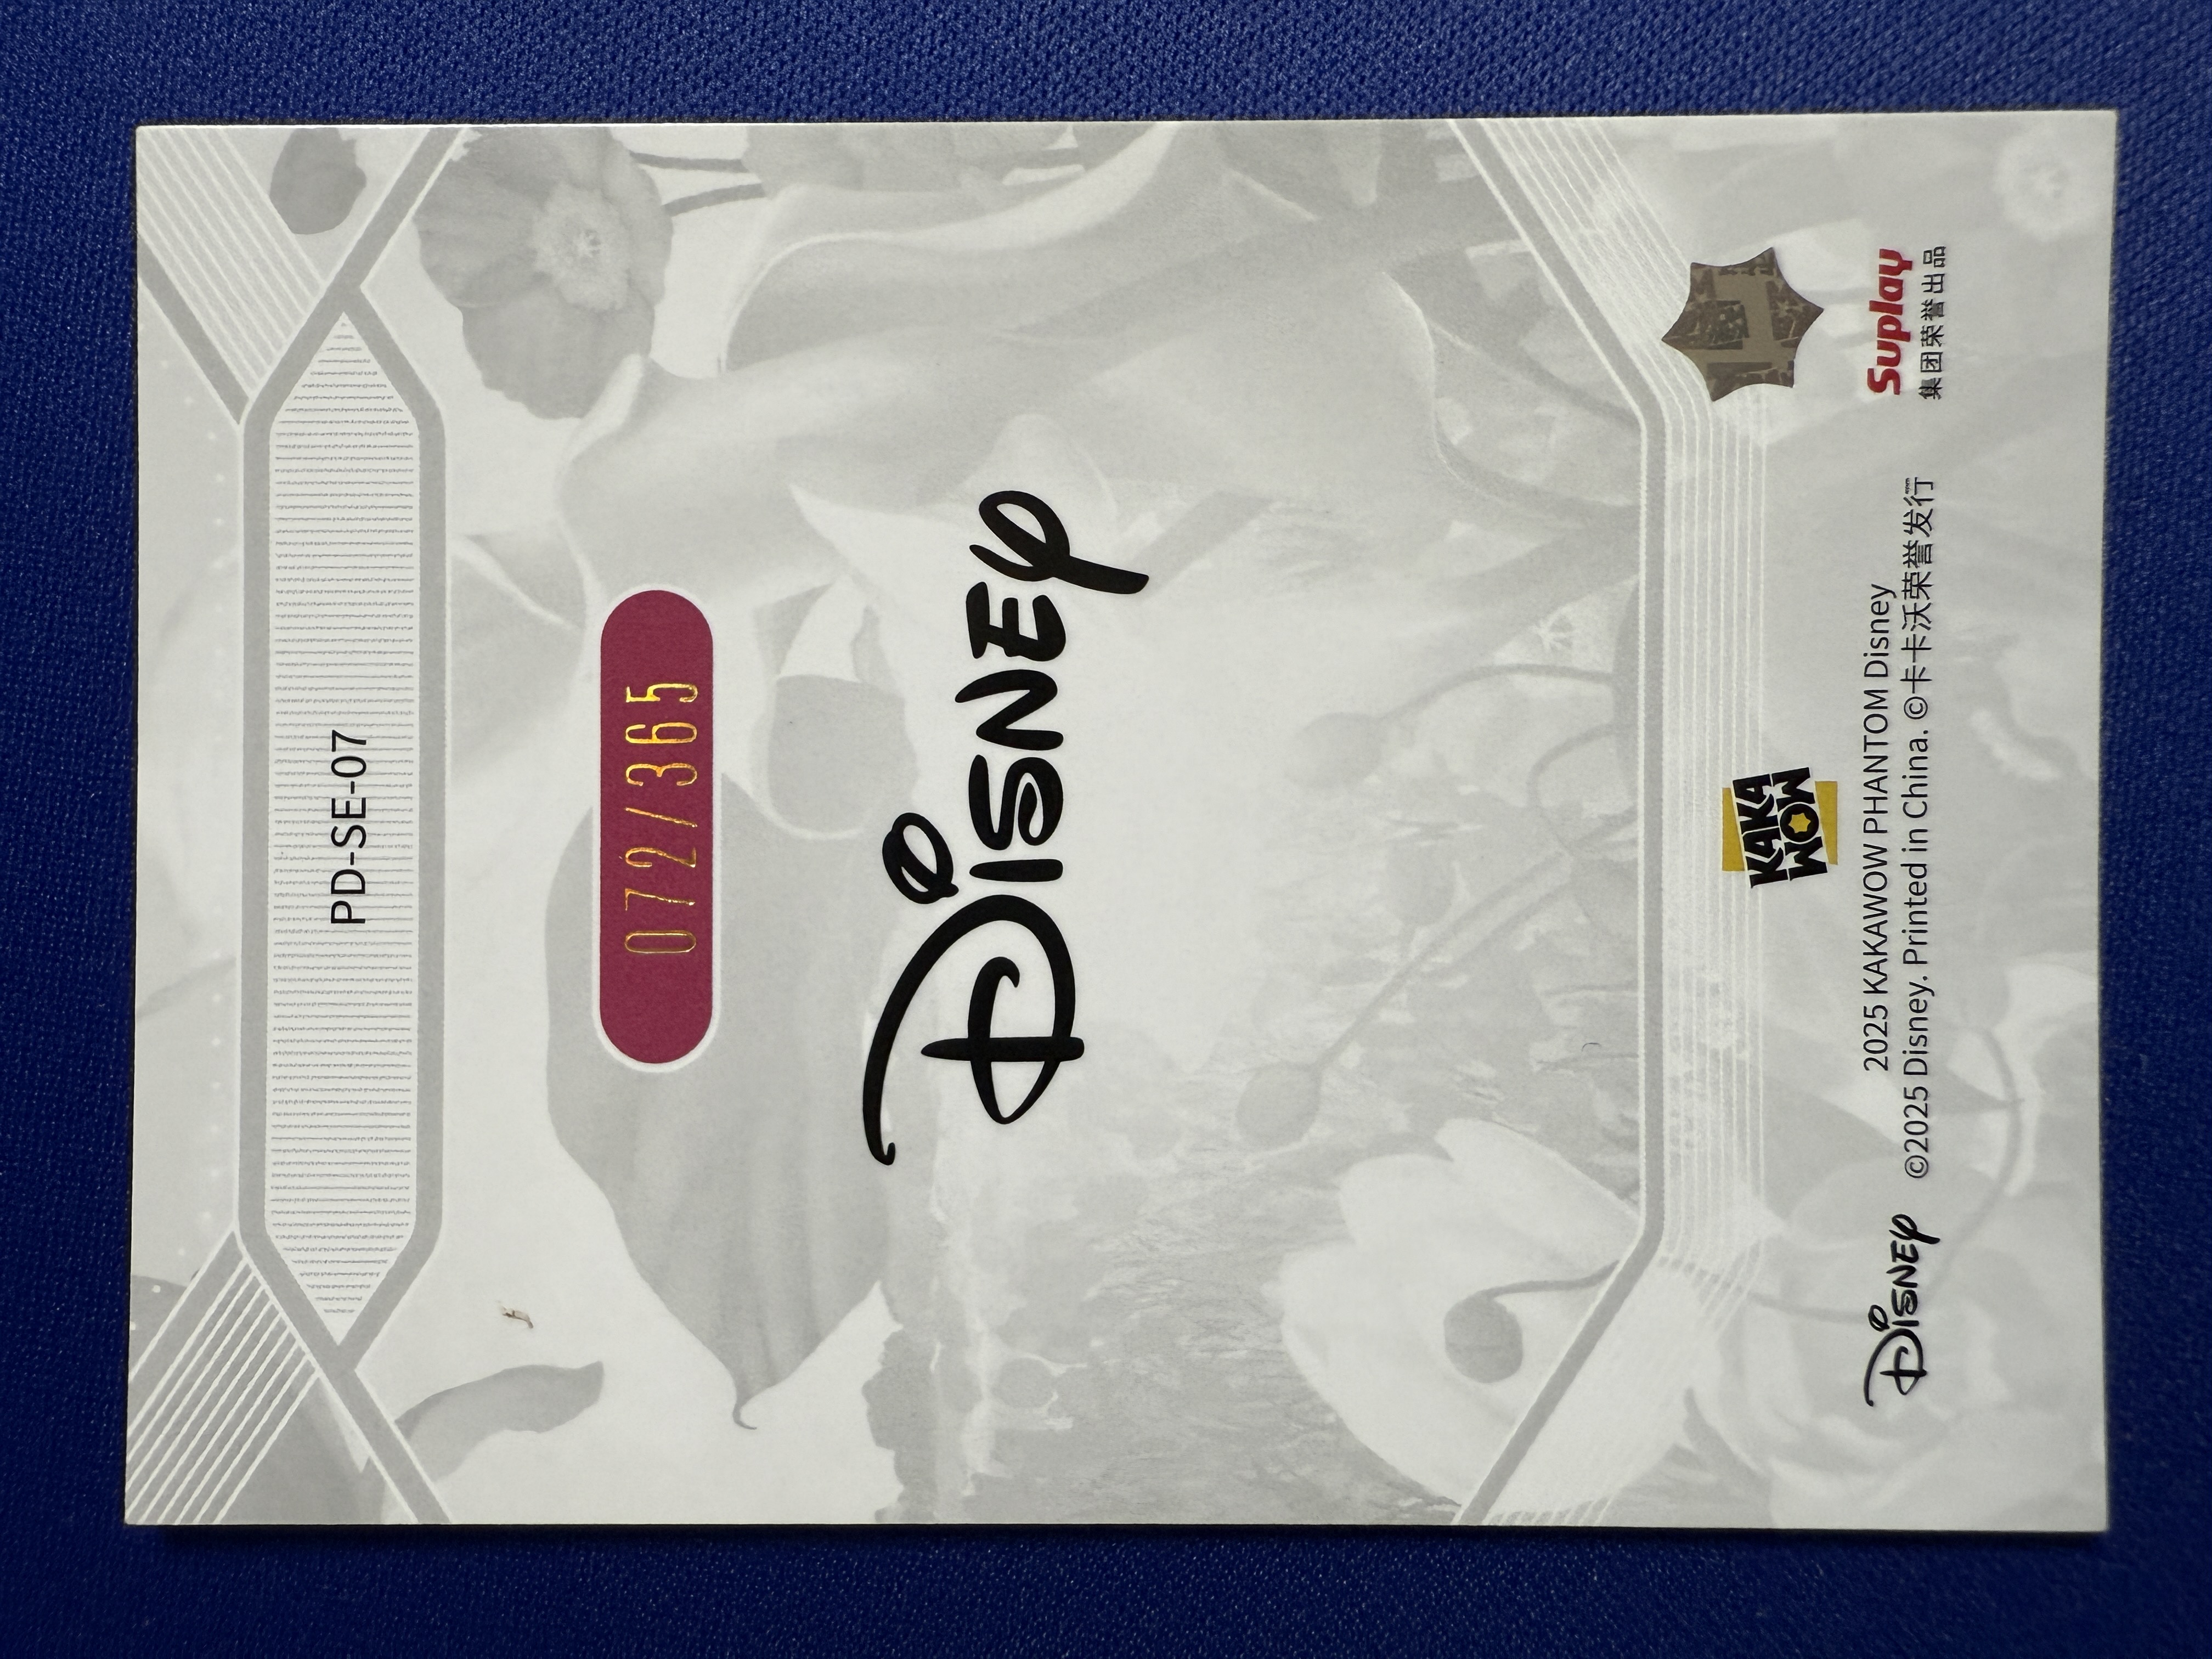 PD-SE-07
072/365
Disney
KAKA
WOW
2025 KAKAWOW PHANTOM Disney
©2025 Disney. Printed in China. ©卡卡沃荣誉发行
Disney
Suplay
集团荣誉出品